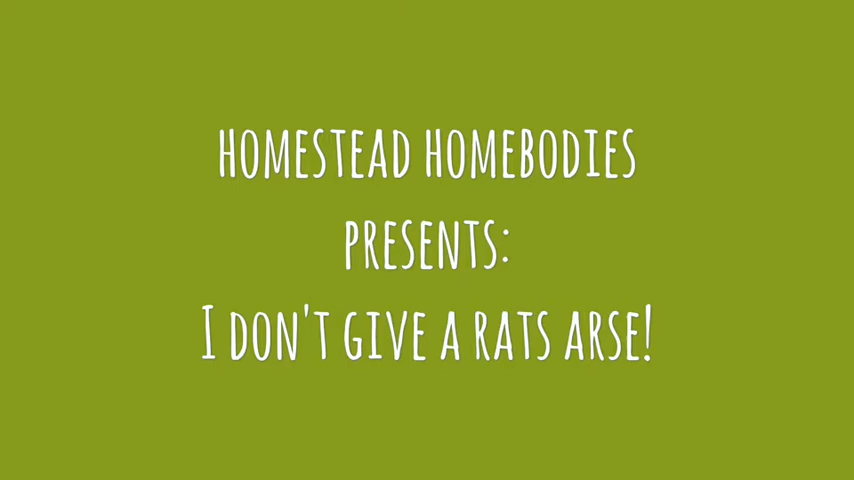 HOMESTEAD HOMEBODIES
PRESENTS:
I DON'T GIVE A RATS ARSE!